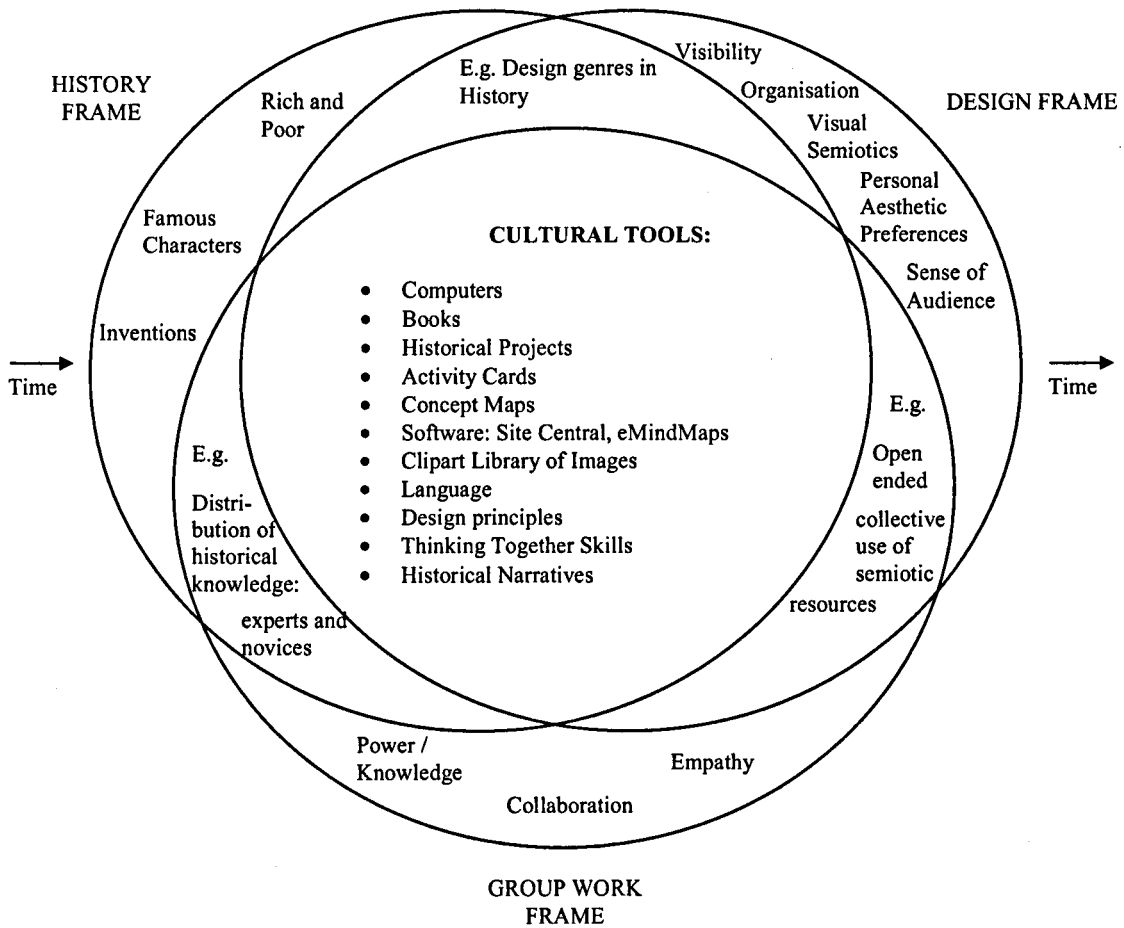 HISTORY
FRAME
Rich and
Poor
Famous
Characters
Inventions
E.g. Design genres in
History
Visibility
Organisation
Visual
Semiotics
Personal
Aesthetic
Preferences
Sense of
Audience
DESIGN FRAME
Time
Time
CULTURAL TOOLS:
• Computers
• Books
• Historical Projects
• Activity Cards
• Concept Maps
• Software: Site Central, eMindMaps
• Clipart Library of Images
• Language
• Design principles
• Thinking Together Skills
• Historical Narratives
E.g.
Distri-
bution of
historical
knowledge:
experts and
novices
E.g.
Open
ended
collective
use of
semiotic
resources
Power /
Knowledge
Collaboration
Empathy
GROUP WORK
FRAME